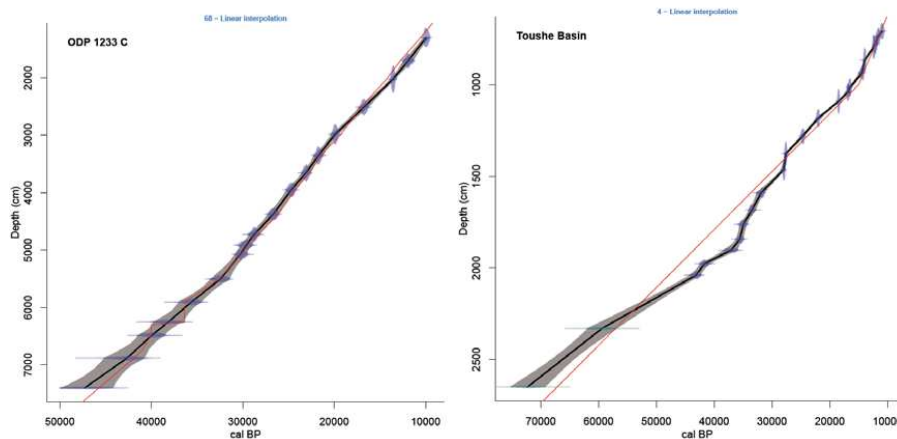 68 − Linear interpolation
ODP 1233 C
2000
3000
4000
5000
6000
7000
Depth (cm)
50000 40000 30000 20000 10000
cal BP
4 − Linear interpolation
Toushe Basin
1000
1500
2000
2500
Depth (cm)
70000 60000 50000 40000 30000 20000 10000
cal BP